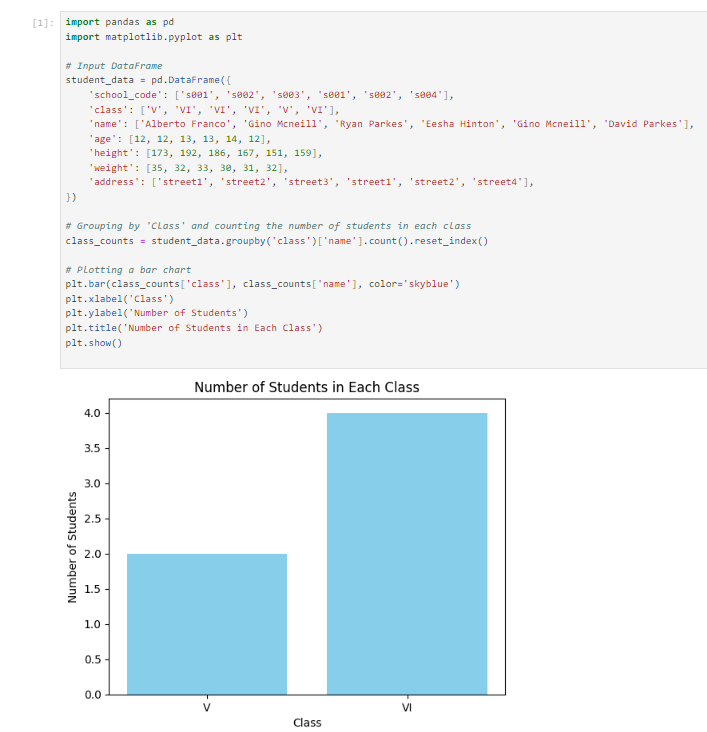 [1]:
import pandas as pd
import matplotlib.pyplot as plt
# Input DataFrame
student_data = pd.DataFrame({
    'school_code': ['s001', 's002', 's003', 's001', 's002', 's004'],
    'class': ['V', 'VI', 'VI', 'VI', 'V', 'VI'],
    'name': ['Alberto Franco', 'Gino Mcneill', 'Ryan Parkes', 'Eesha Hinton', 'Gino Mcneill', 'David Parkes'],
    'age': [12, 12, 13, 13, 14, 12],
    'height': [173, 192, 186, 167, 151, 159],
    'weight': [35, 32, 33, 30, 31, 32],
    'address': ['street1', 'street2', 'street3', 'street1', 'street2', 'street4'],
})
# Grouping by 'Class' and counting the number of students in each class
class_counts = student_data.groupby('class')['name'].count().reset_index()
# Plotting a bar chart
plt.bar(class_counts['class'], class_counts['name'], color='skyblue')
plt.xlabel('Class')
plt.ylabel('Number of Students')
plt.title('Number of Students in Each Class')
plt.show()
Number of Students in Each Class
Number of Students
4.0
3.5
3.0
2.5
2.0
1.5
1.0
0.5
0.0
V VI
Class